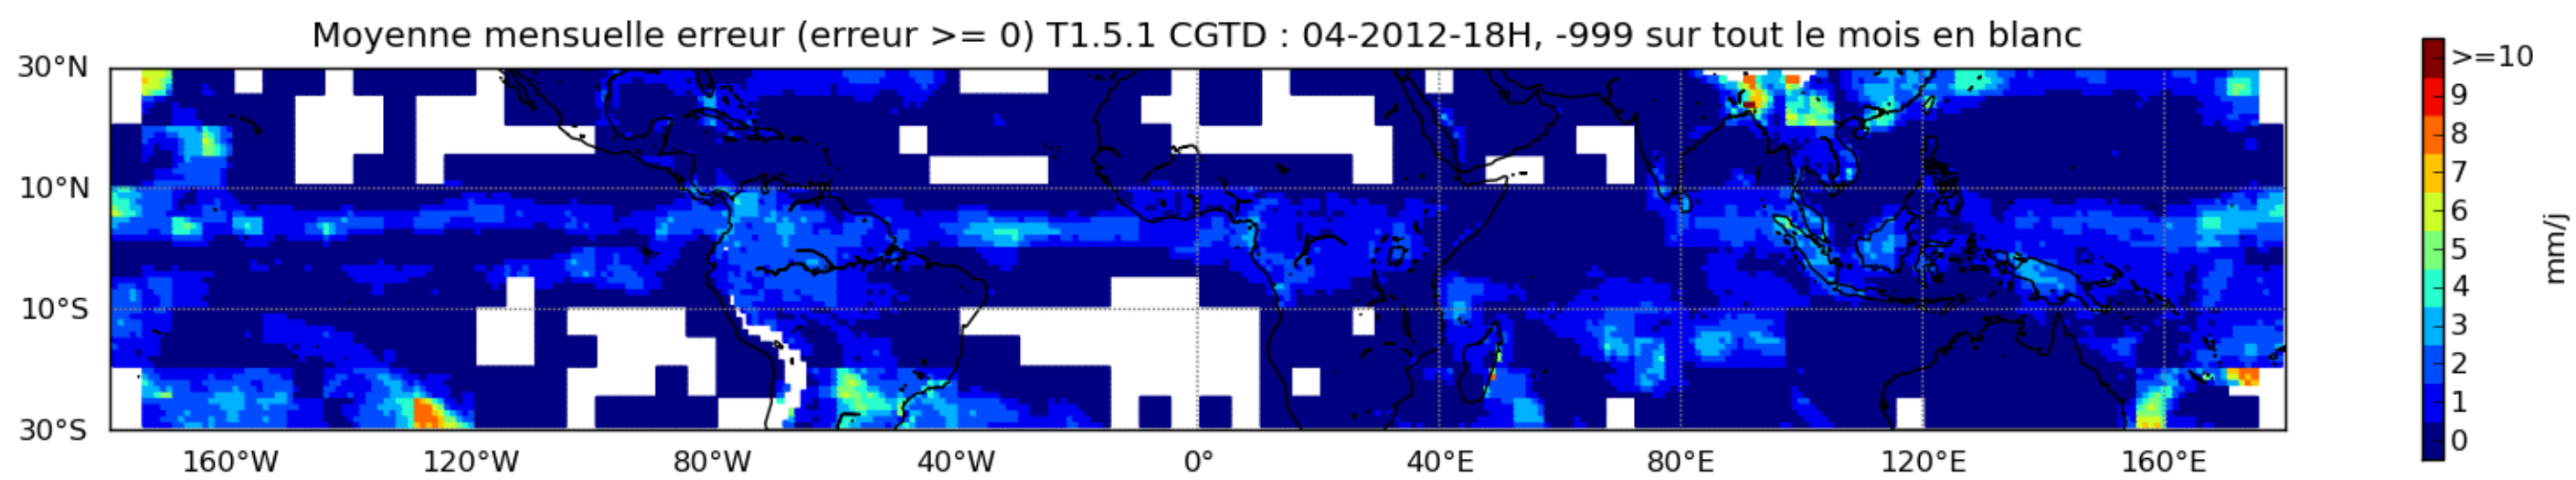 Moyenne mensuelle erreur (erreur >= 0) T1.5.1 CGTD : 04-2012-18H, -999 sur tout le mois en blanc
30°N
10°N
10°S
30°S
160°W 120°W 80°W 40°W 0° 40°E 80°E 120°E 160°E
>=10
9
8
7
6
5
4
3
2
1
0
mm/j